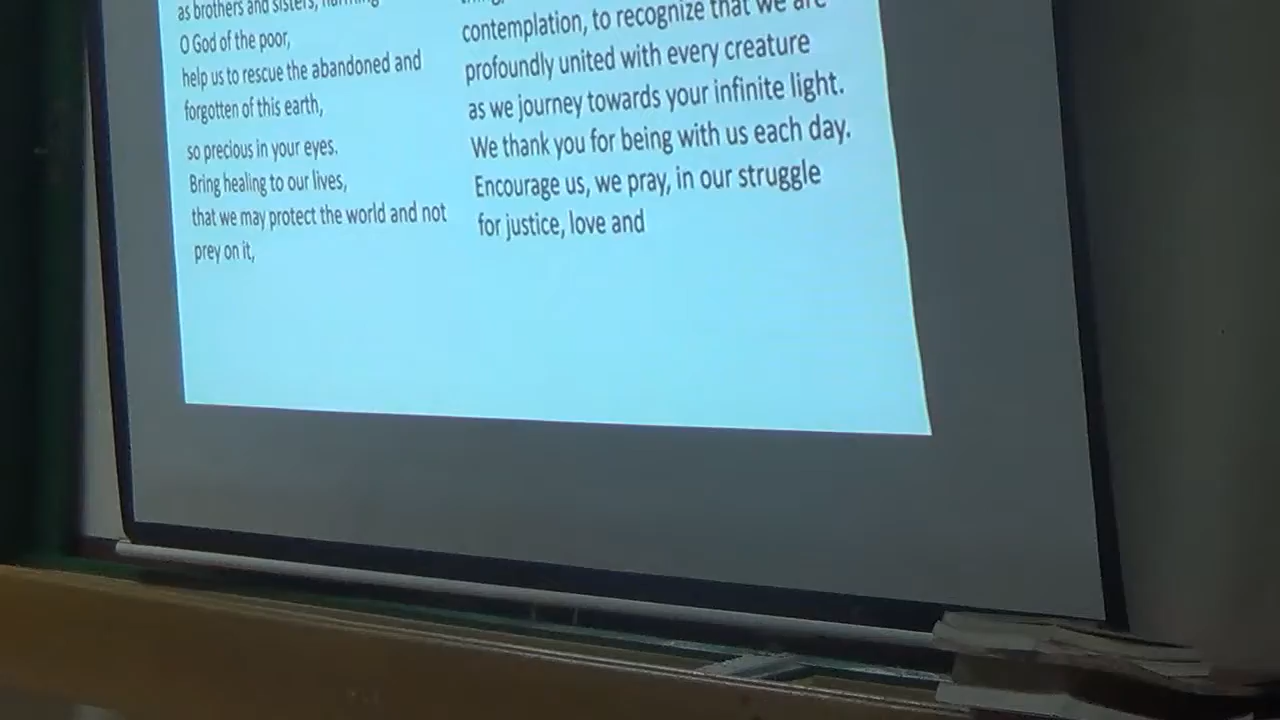 as brothers and sisters,
O God of the poor,
help us to rescue the abandoned and
forgotten of this earth,
so precious in your eyes.
Bring healing to our lives,
that we may protect the world and not
prey on it,
contemplation, to recognize that we are
profoundly united with every creature
as we journey towards your infinite light.
We thank you for being with us each day.
Encourage us, we pray, in our struggle
for justice, love and